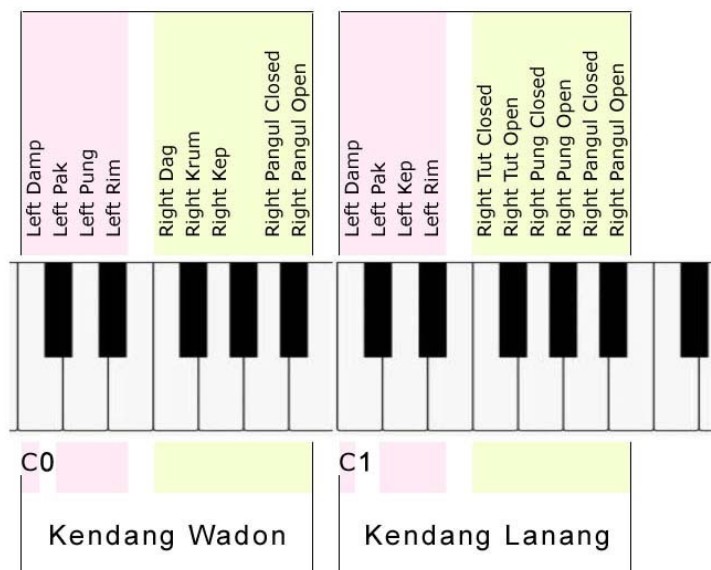 Left Damp
Left Pak
Left Pung
Left Rim
Right Dag
Right Krum
Right Kep
Right Pangul Closed
Right Pangul Open
Left Damp
Left Pak
Left Kep
Left Rim
Right Tut Closed
Right Tut Open
Right Pung Closed
Right Pung Open
Right Pangul Closed
Right Pangul Open
C0
C1
Kendang Wadon
Kendang Lanang